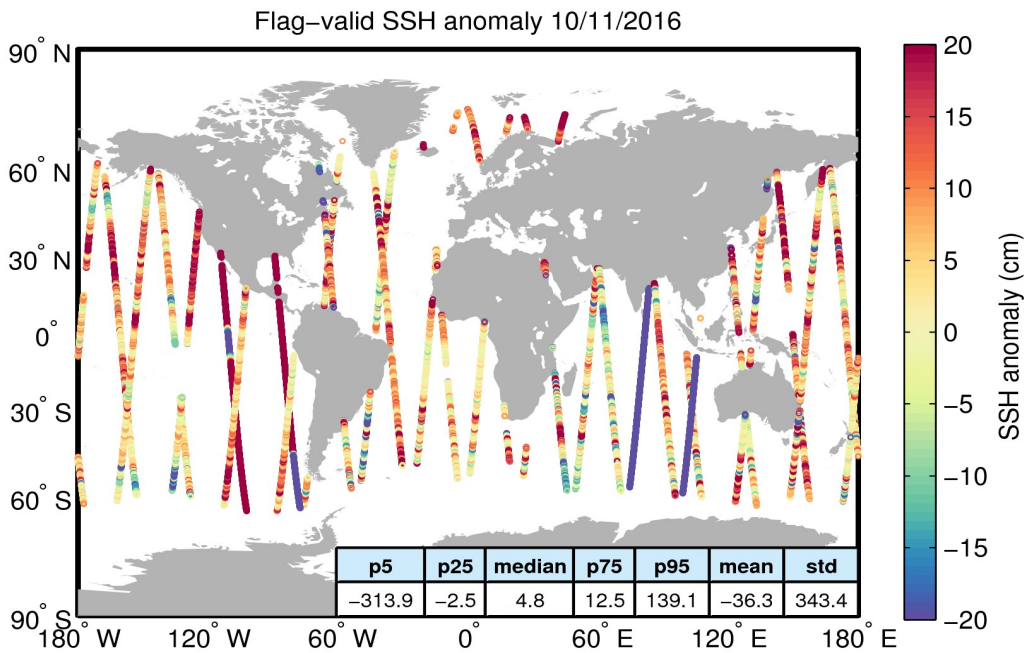 Flag−valid SSH anomaly 10/11/2016
90° N
60° N
30° N
0°
30° S
60° S
90° S
180° W
120° W
60° W
0°
60° E
120° E
180° E
p5 p25 median p75 p95 mean std
−313.9 −2.5 4.8 12.5 139.1 −36.3 343.4
20
15
10
5
0
−5
−10
−15
−20
SSH anomaly (cm)